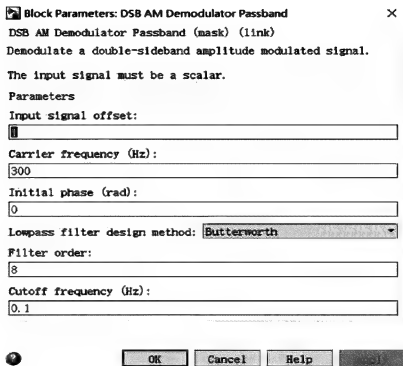 Block Parameters: DSB AM Demodulator Passband
DSB AM Demodulator Passband (mask) (link)
Demodulate a double-sideband amplitude modulated signal.
The input signal must be a scalar.
Parameters
Input signal offset:
Carrier frequency (Hz):
300
Initial phase (rad):
0
Lowpass filter design method: Butterworth
Filter order:
8
Cutoff frequency (Hz):
0.1
OK Cancel Help